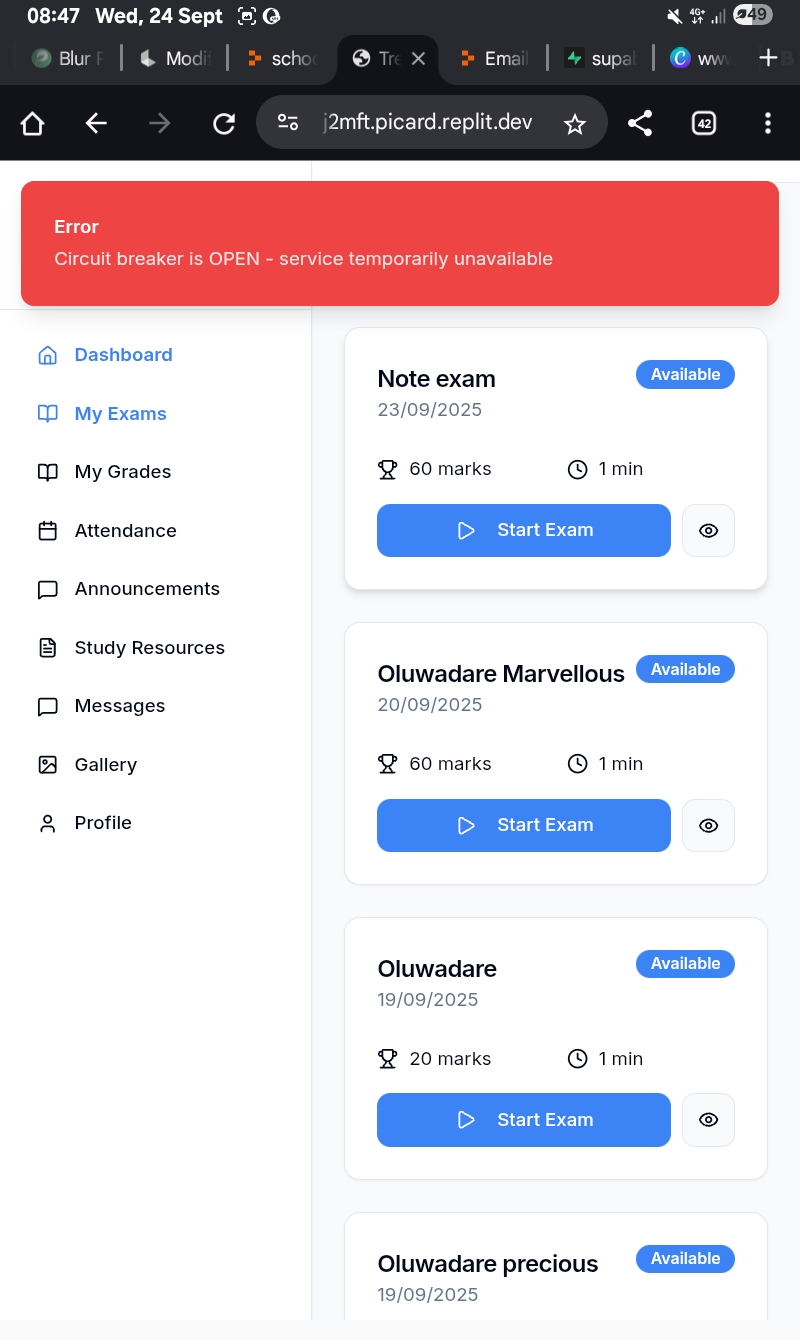 08:47 Wed, 24 Sept
4G+
49
Blur
Modi
schoo
Tre
Email
supa
www
j2mft.picard.replit.dev
42
Error
Circuit breaker is OPEN - service temporarily unavailable
Dashboard
My Exams
My Grades
Attendance
Announcements
Study Resources
Messages
Gallery
Profile
Note exam
Available
23/09/2025
60 marks
1 min
Start Exam
Oluwadare Marvellous
Available
20/09/2025
60 marks
1 min
Start Exam
Oluwadare
Available
19/09/2025
20 marks
1 min
Start Exam
Oluwadare precious
Available
19/09/2025